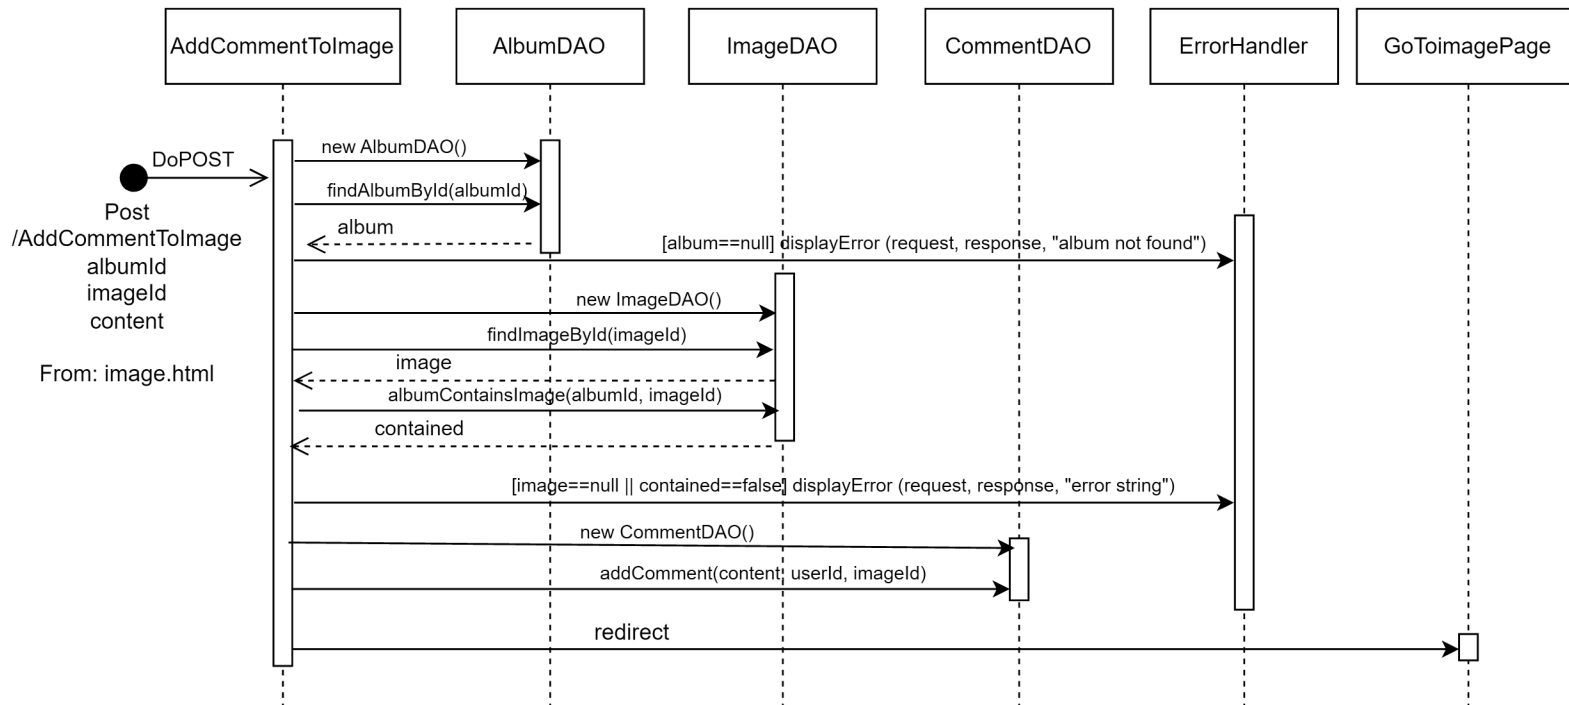 AddCommentToImage
AlbumDAO
ImageDAO
CommentDAO
ErrorHandler
GoToimagePage
DoPOST
Post
/AddCommentToImage
albumId
imageId
content
From: image.html
new AlbumDAO()
findAlbumById(albumId)
album
[album==null] displayError (request, response, "album not found")
new ImageDAO()
findImageById(imageId)
image
albumContainsImage(albumId, imageId)
contained
[image==null || contained==false] displayError (request, response, "error string")
new CommentDAO()
addComment(content, userId, imageId)
redirect